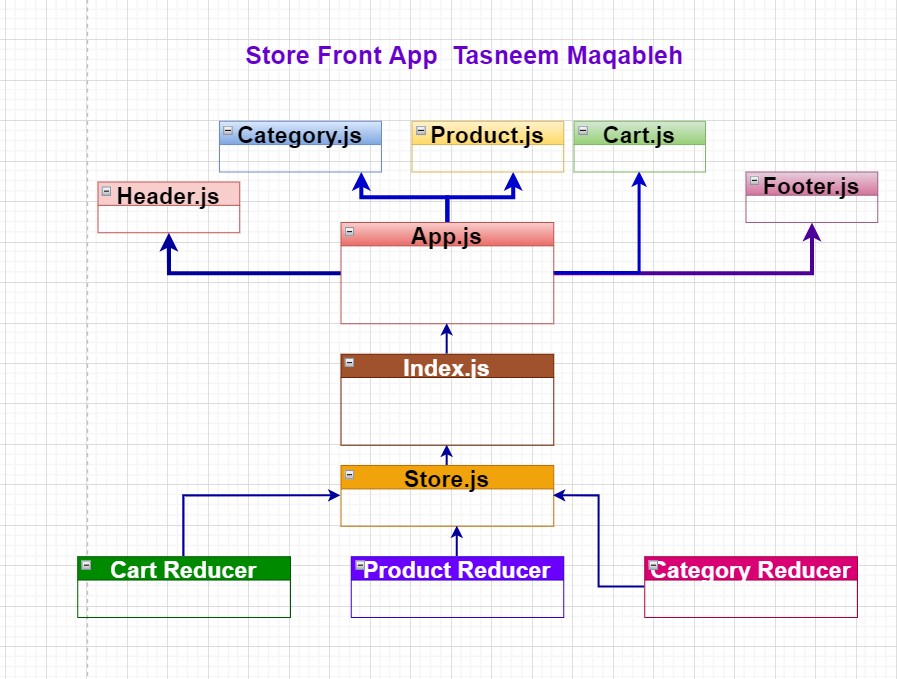 Store Front App  Tasneem Maqableh
Category.js
Product.js
Cart.js
Header.js
Footer.js
App.js
Index.js
Store.js
Cart Reducer
Product Reducer
Category Reducer